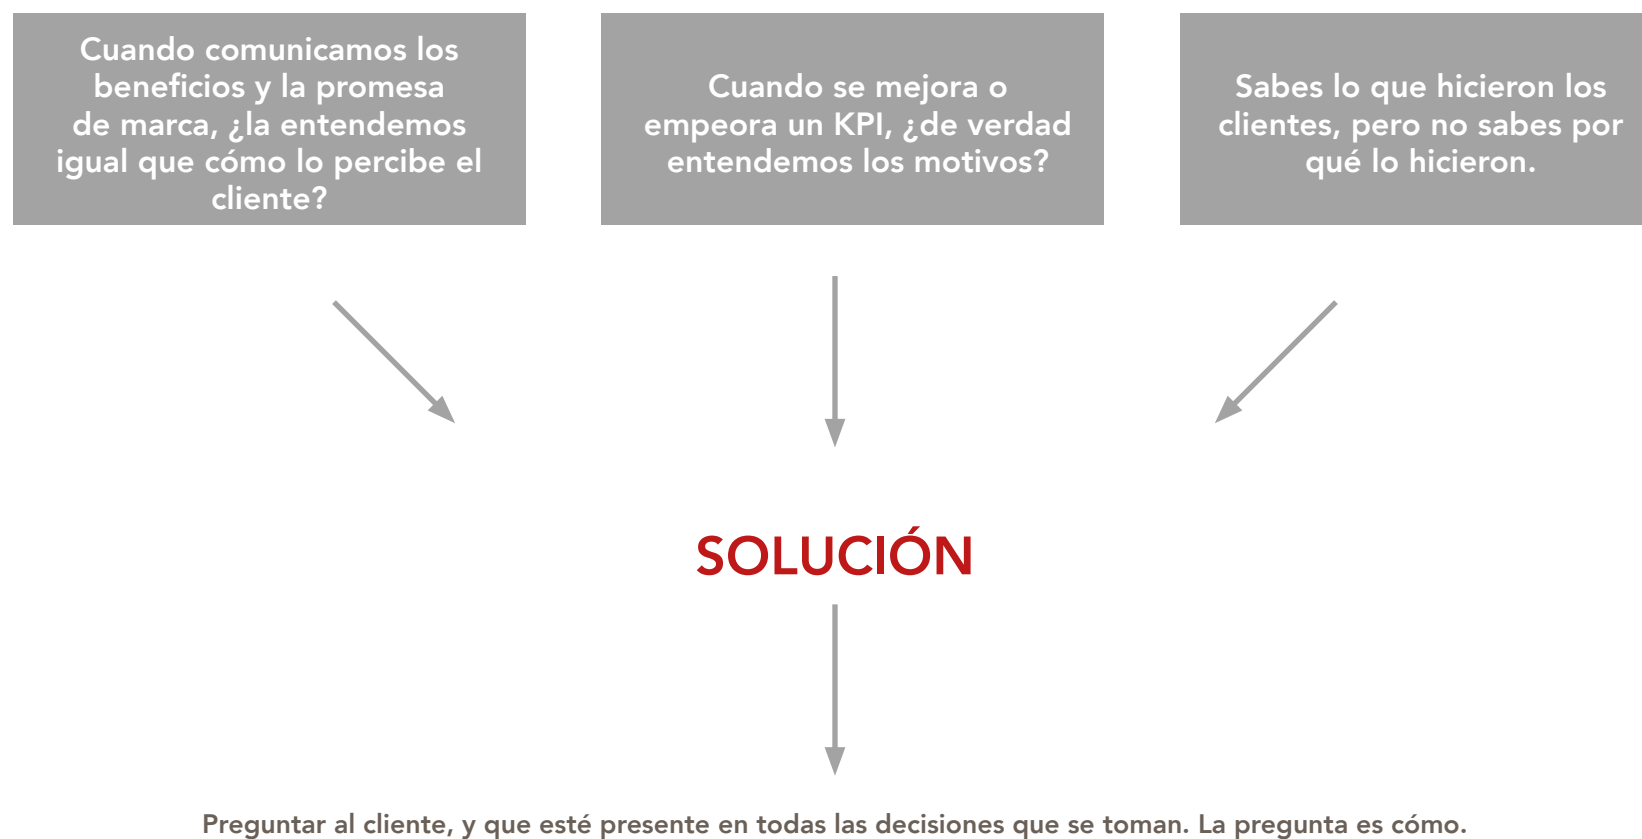 Cuando comunicamos los
beneficios y la promesa
de marca, ¿la entendemos
igual que cómo lo percibe el
cliente?
Cuando se mejora o
empeora un KPI, ¿de verdad
entendemos los motivos?
Sabes lo que hicieron los
clientes, pero no sabes por
qué lo hicieron.
SOLUCIÓN
Preguntar al cliente, y que esté presente en todas las decisiones que se toman. La pregunta es cómo.